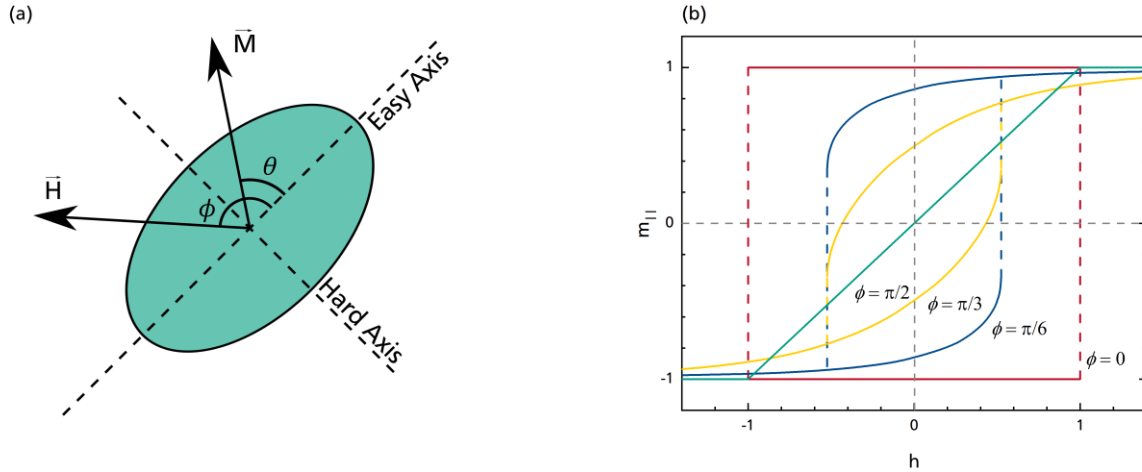 (a)
M
Easy Axis
θ
H
ϕ
Hard Axis
(b)
1
m||
0
-1
ϕ = π/2
ϕ = π/3
ϕ = π/6
ϕ = 0
-1
0
1
h